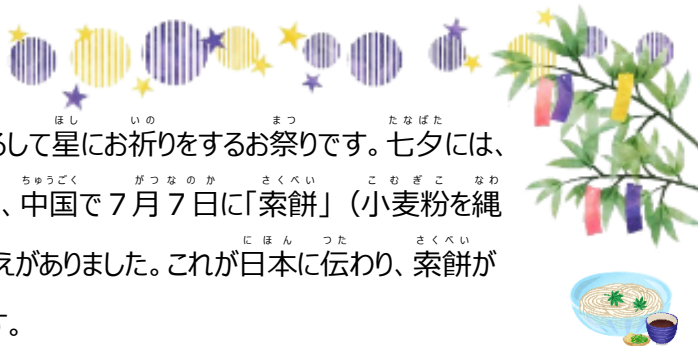 るして星にお祈りをするお祭りです。七夕には、
、中国で７月７日に「索餅」（小麦粉を縄
えがありました。これが日本に伝わり、索餅が
す。